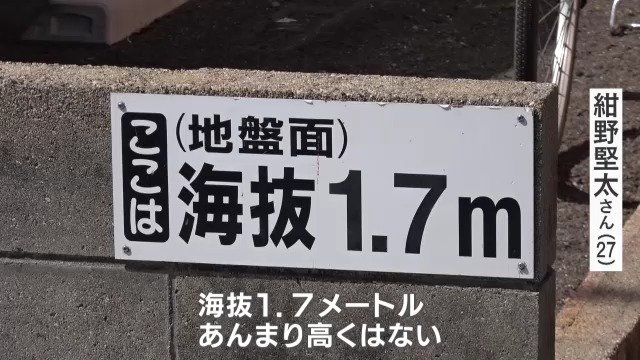 ここは
(地盤面)
海抜1.7m
紺野堅太さん(27)
海抜1.7メートル
あんまり高くはない